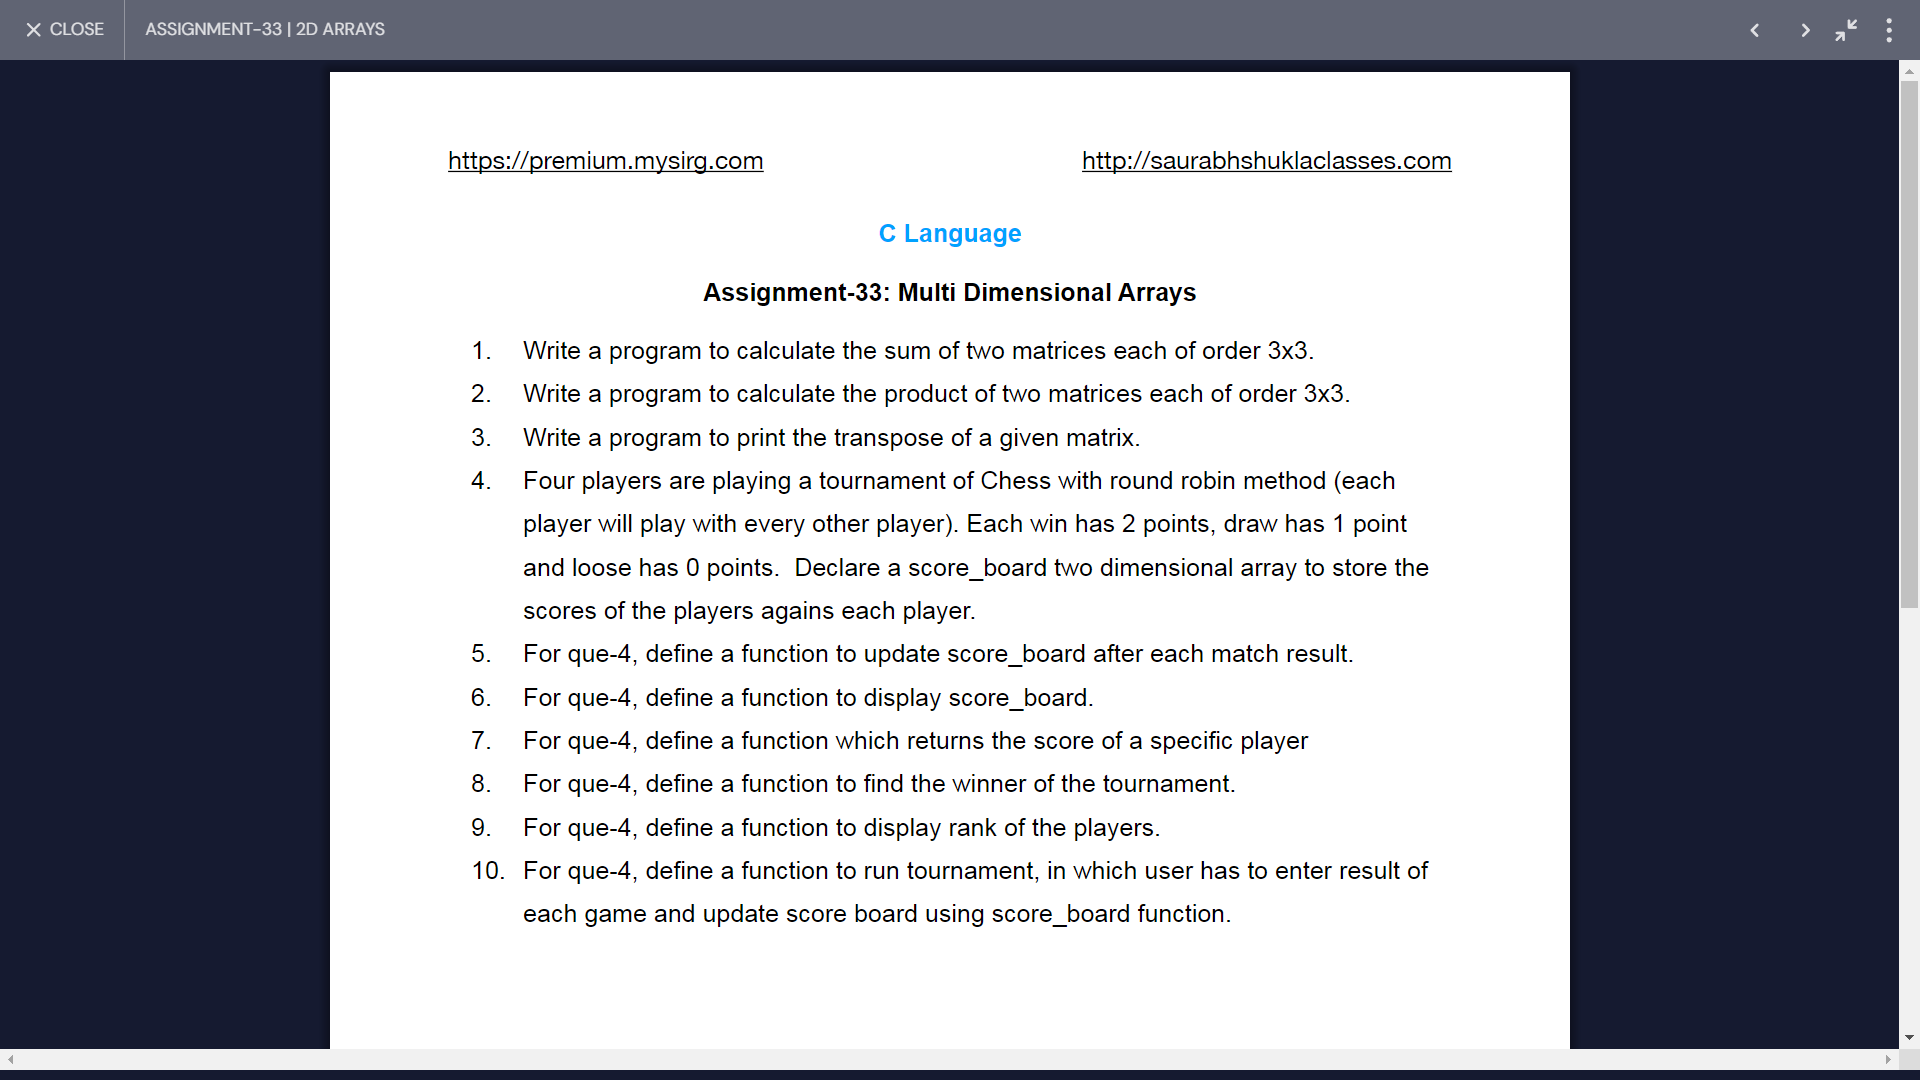 CLOSE ASSIGNMENT-33 | 2D ARRAYS
https://premium.mysirg.com http://saurabhshuklaclasses.com
C Language
Assignment-33: Multi Dimensional Arrays
1. Write a program to calculate the sum of two matrices each of order 3x3.
2. Write a program to calculate the product of two matrices each of order 3x3.
3. Write a program to print the transpose of a given matrix.
4. Four players are playing a tournament of Chess with round robin method (each
player will play with every other player). Each win has 2 points, draw has 1 point
and loose has 0 points.  Declare a score_board two dimensional array to store the
scores of the players agains each player.
5. For que-4, define a function to update score_board after each match result.
6. For que-4, define a function to display score_board.
7. For que-4, define a function which returns the score of a specific player
8. For que-4, define a function to find the winner of the tournament.
9. For que-4, define a function to display rank of the players.
10. For que-4, define a function to run tournament, in which user has to enter result of
each game and update score board using score_board function.